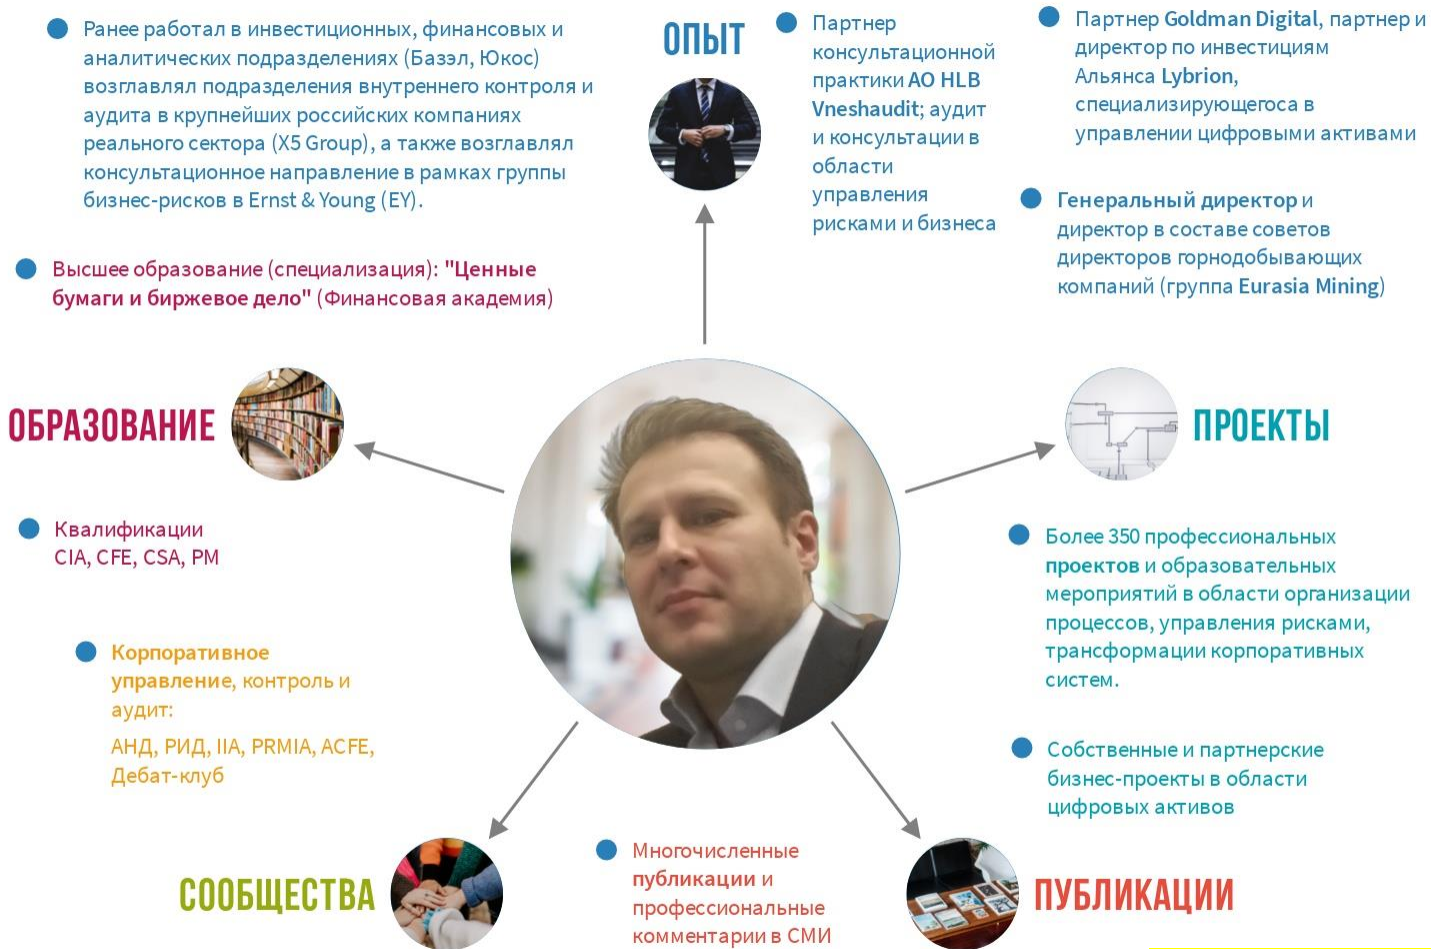 Ранее работал в инвестиционных, финансовых и
аналитических подразделениях (Базэл, Юкос)
возглавлял подразделения внутреннего контроля и
аудита в крупнейших российских компаниях
реального сектора (X5 Group), а также возглавлял
консультационное направление в рамках группы
бизнес-рисков в Ernst & Young (EY).
ОПЫТ
Партнер
консультационной
практики АО HLB
Vneshaudit; аудит
и консультации в
области
управления
рисками и бизнеса
Партнер Goldman Digital, партнер и
директор по инвестициям
Альянса Lybrion,
специализирующегоса в
управлении цифровыми активами
Генеральный директор и
директор в составе советов
директоров горнодобывающих
компаний (группа Eurasia Mining)
Высшее образование (специализация): "Ценные
бумаги и биржевое дело" (Финансовая академия)
ОБРАЗОВАНИЕ
Квалификации
CIA, CFE, CSA, PM
ПРОЕКТЫ
Более 350 профессиональных
проектов и образовательных
мероприятий в области организации
процессов, управления рисками,
трансформации корпоративных
систем.
Собственные и партнерские
бизнес-проекты в области
цифровых активов
Корпоративное
управление, контроль и
аудит:
АНД, РИД, IIA, PRMIA, ACFE,
Дебат-клуб
СООБЩЕСТВА
Многочисленные
публикации и
профессиональные
комментарии в СМИ
ПУБЛИКАЦИИ